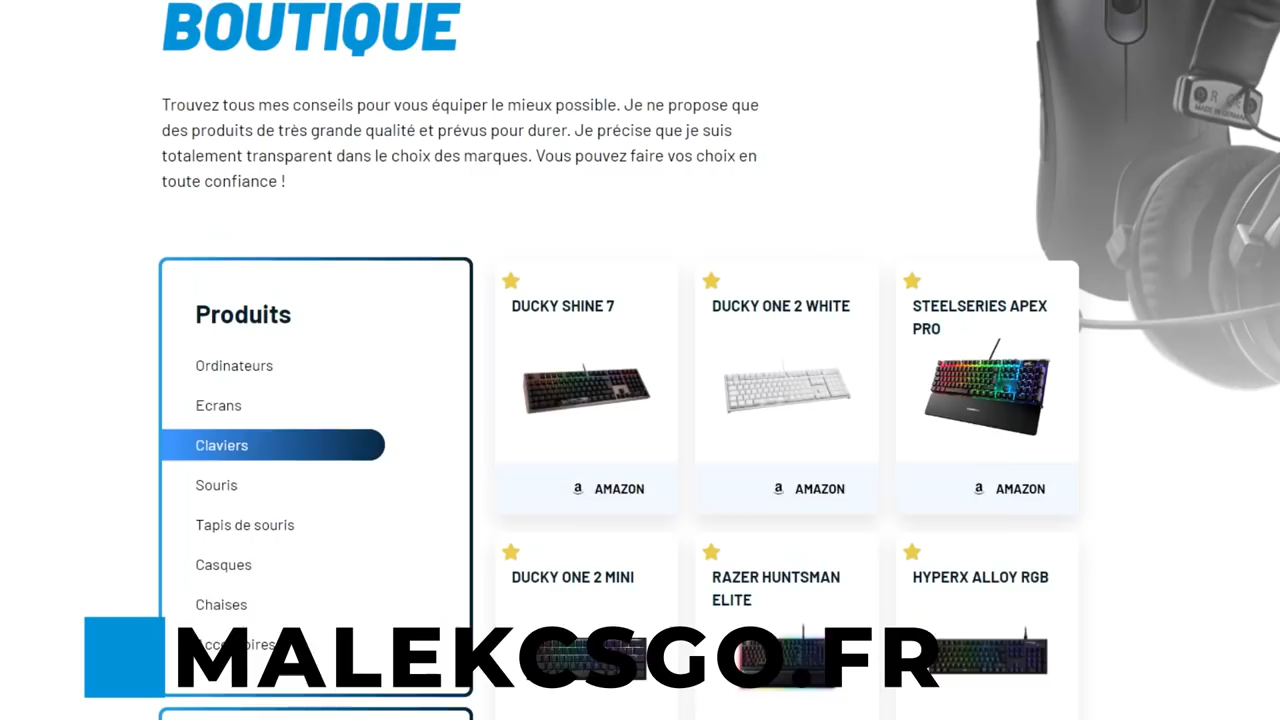 BOUTIQUE
Trouvez tous mes conseils pour vous équiper le mieux possible. Je ne propose que
des produits de très grande qualité et prévus pour durer. Je précise que je suis
totalement transparent dans le choix des marques. Vous pouvez faire vos choix en
toute confiance !
Produits
Ordinateurs
Ecrans
Claviers
Souris
Tapis de souris
Casques
Chaises
Accessoires
DUCKY SHINE 7
AMAZON
DUCKY ONE 2 WHITE
AMAZON
STEELSERIES APEX
PRO
AMAZON
DUCKY ONE 2 MINI
RAZER HUNTSMAN
ELITE
HYPERX ALLOY RGB
MALEKCSGO.FR